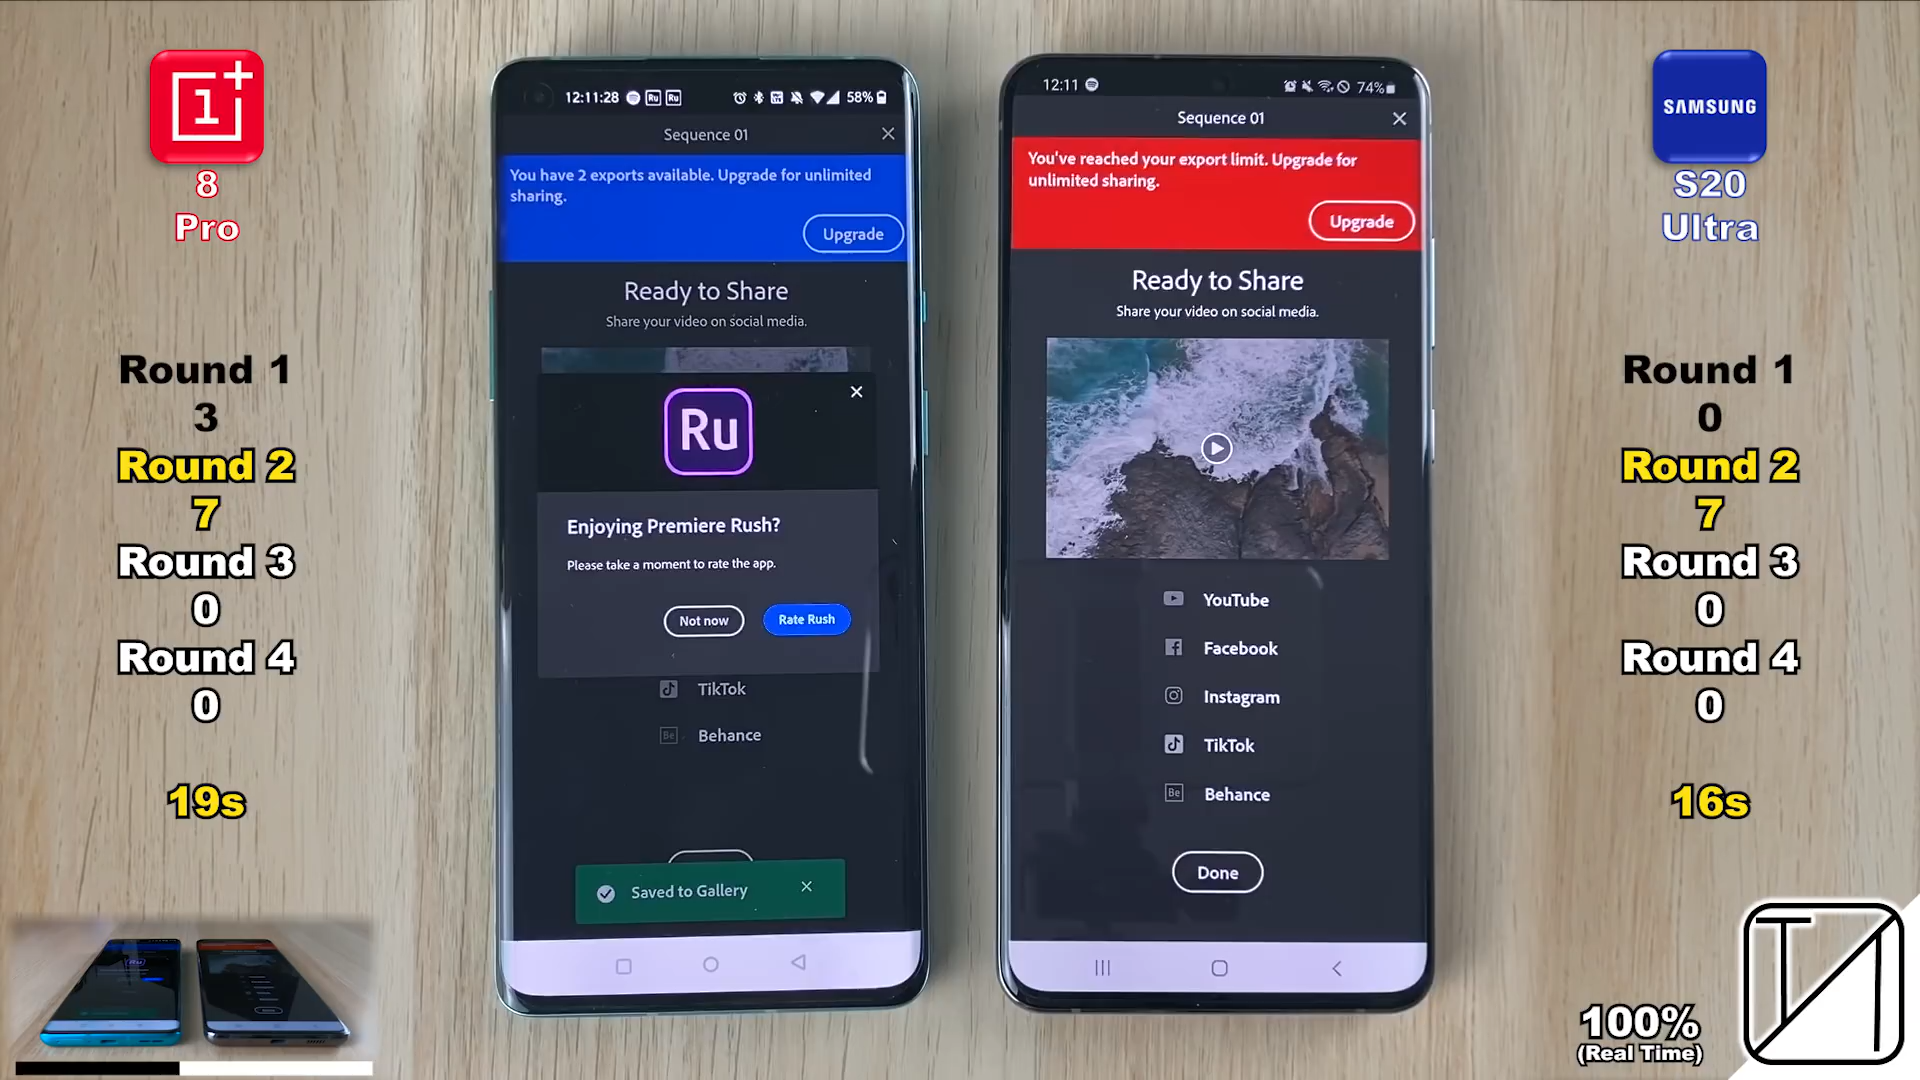 1+
8
Pro
Round 1
3
Round 2
7
Round 3
0
Round 4
0
19s
12:11:28 Ru Ru 58%
Sequence 01
You have 2 exports available. Upgrade for unlimited
sharing.
Upgrade
Ready to Share
Share your video on social media.
Ru
Enjoying Premiere Rush?
Please take a moment to rate the app.
Not now
Rate Rush
TikTok
Be Behance
Saved to Gallery
12:11 74%
Sequence 01
You've reached your export limit. Upgrade for
unlimited sharing.
Upgrade
Ready to Share
Share your video on social media.
YouTube
Facebook
Instagram
TikTok
Be Behance
Done
SAMSUNG
S20
Ultra
Round 1
0
Round 2
7
Round 3
0
Round 4
0
16s
100%
(Real Time)